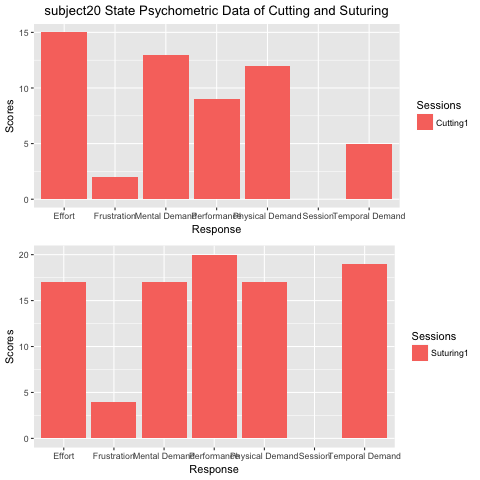 subject20 State Psychometric Data of Cutting and Suturing
Scores
15
10
5
0
Effort Frustration Mental Demand Performance Physical Demand Session Temporal Demand
Response
Sessions
Cutting1
Scores
20
15
10
5
0
Effort Frustration Mental Demand Performance Physical Demand Session Temporal Demand
Response
Sessions
Suturing1